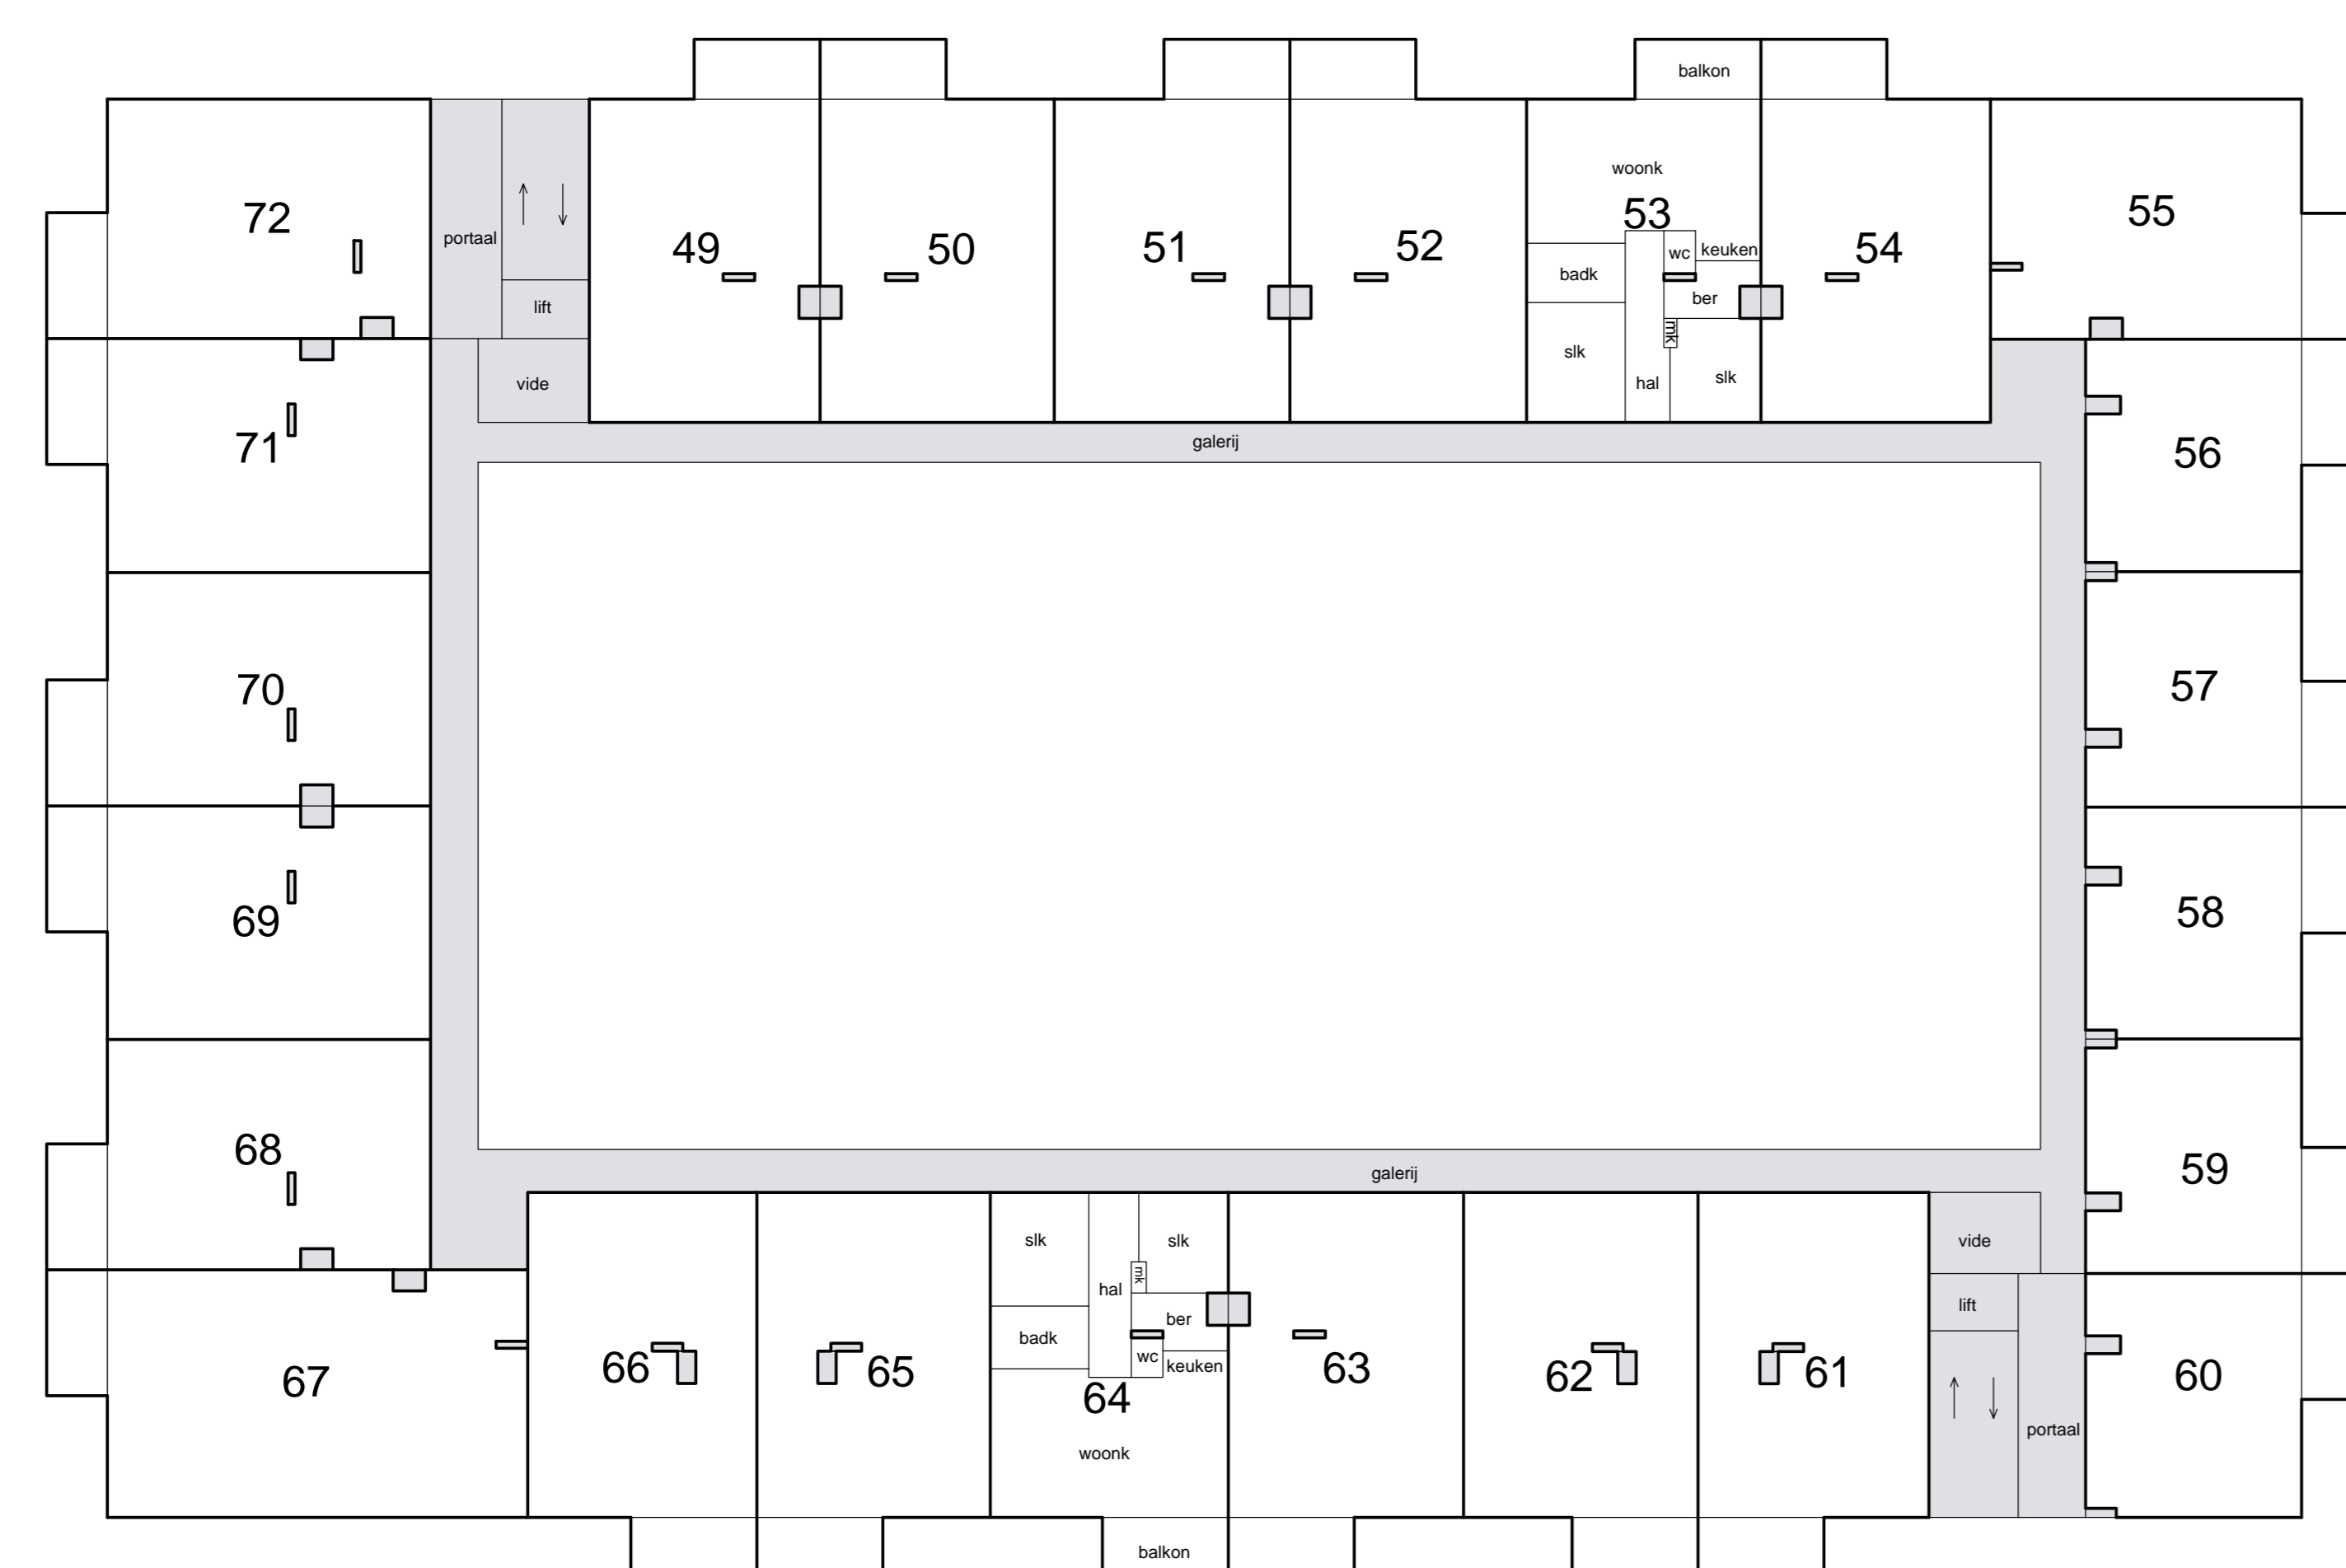 balkon
woonk
72
55
53
portaal
49
50
51
52
wc
keuken
54
badk
lift
ber
mk
slk
vide
hal
slk
71
galerij
56
70
57
69
58
68
galerij
59
slk
slk
vide
mk
hal
lift
ber
badk
wc
keuken
67
66
65
64
63
62
61
60
woonk
portaal
balkon